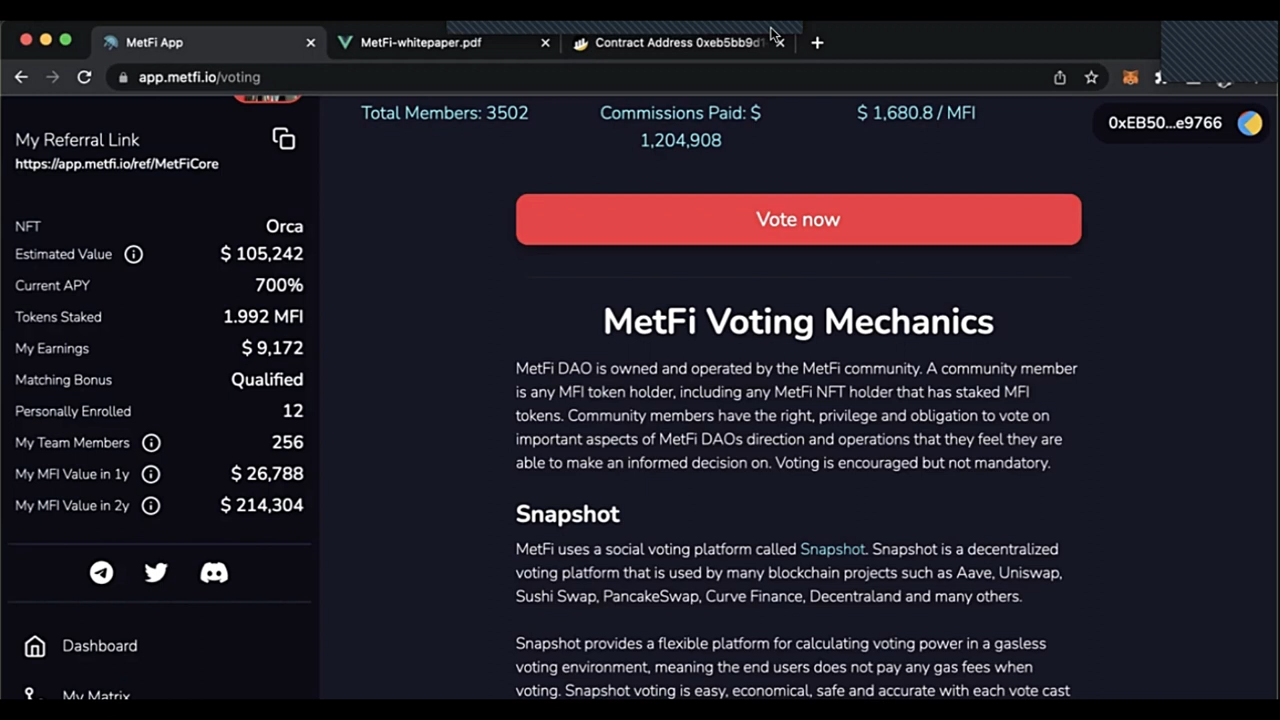 MetFi App
MetFi-whitepaper.pdf
Contract Address 0xeb5bb9d1
app.metfi.io/voting
My Referral Link
https://app.metfi.io/ref/MetFiCore
NFT Orca
Estimated Value $ 105,242
Current APY 700%
Tokens Staked 1.992 MFI
My Earnings $ 9,172
Matching Bonus Qualified
Personally Enrolled 12
My Team Members 256
My MFI Value in 1y $ 26,788
My MFI Value in 2y $ 214,304
Dashboard
My Matrix
Total Members: 3502
Commissions Paid: $
1,204,908
$ 1,680.8 / MFI
0xEB50...e9766
Vote now
MetFi Voting Mechanics
MetFi DAO is owned and operated by the MetFi community. A community member
is any MFI token holder, including any MetFi NFT holder that has staked MFI
tokens. Community members have the right, privilege and obligation to vote on
important aspects of MetFi DAOs direction and operations that they feel they are
able to make an informed decision on. Voting is encouraged but not mandatory.
Snapshot
MetFi uses a social voting platform called Snapshot. Snapshot is a decentralized
voting platform that is used by many blockchain projects such as Aave, Uniswap,
Sushi Swap, PancakeSwap, Curve Finance, Decentraland and many others.
Snapshot provides a flexible platform for calculating voting power in a gasless
voting environment, meaning the end users does not pay any gas fees when
voting. Snapshot voting is easy, economical, safe and accurate with each vote cast